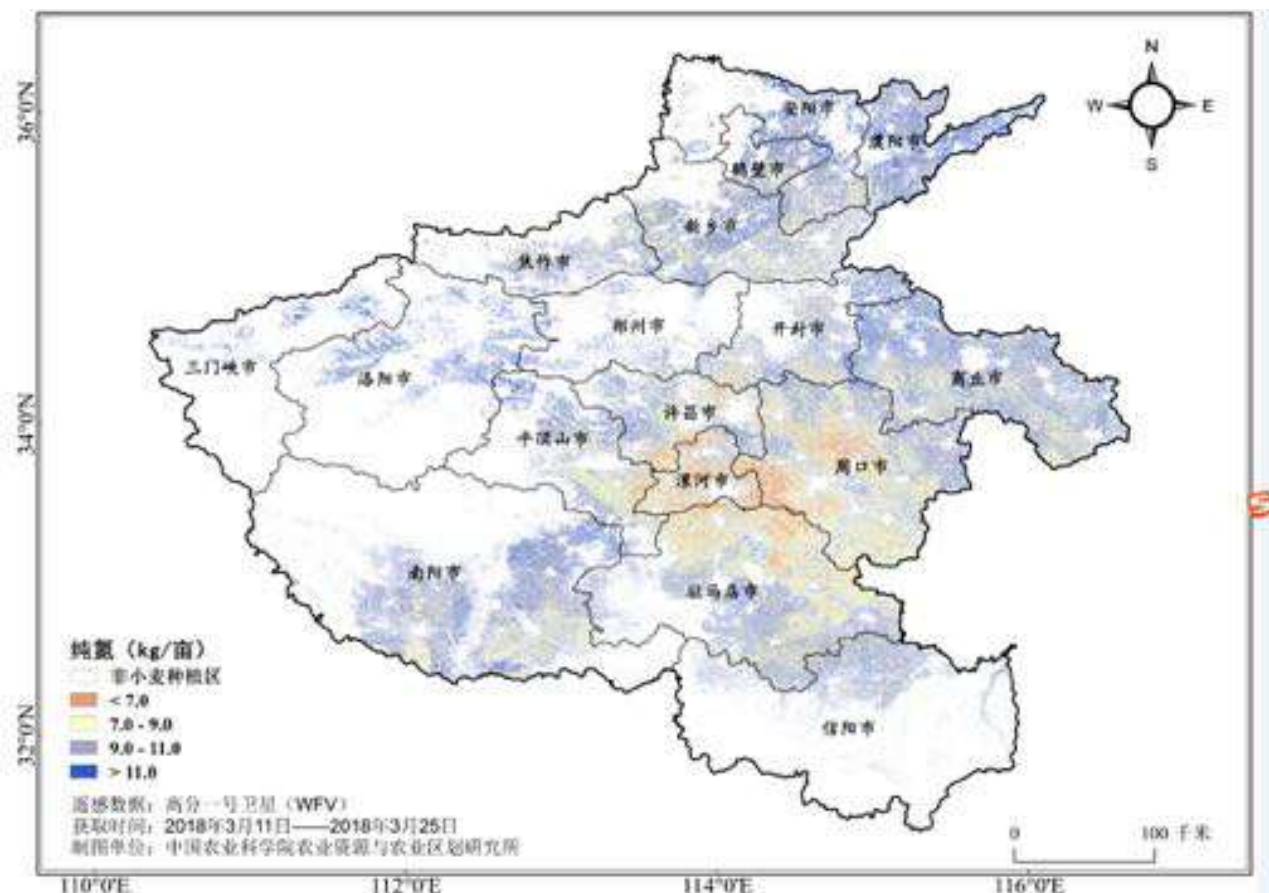 N
W E
S
36°0'N
34°0'N
32°0'N
安阳市
濮阳市
鹤壁市
新乡市
焦作市
郑州市
开封市
三门峡市
洛阳市
商丘市
许昌市
平顶山市
漯河市
周口市
南阳市
驻马店市
信阳市
纯氮（kg/亩）
非小麦种植区
< 7.0
7.0 - 9.0
9.0 - 11.0
> 11.0
遥感数据：高分一号卫星（WFV）
获取时间：2018年3月11日——2018年3月25日
制图单位：中国农业科学院农业资源与农业区划研究所
0 100 千米
110°0'E 112°0'E 114°0'E 116°0'E